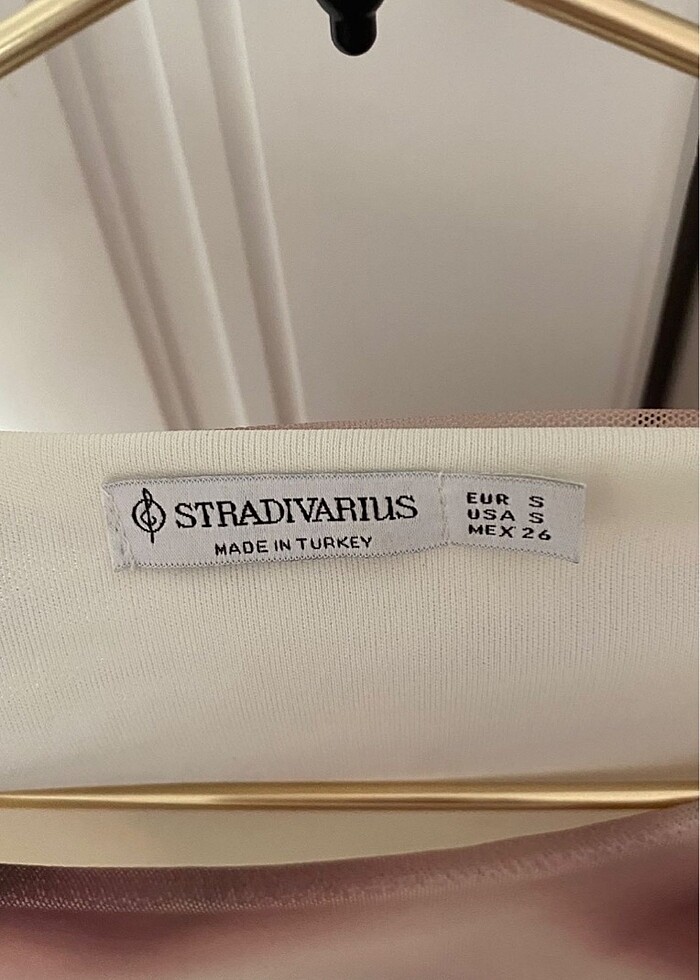 STRADIVARIUS
MADE IN TURKEY
EUR S
USA S
MEX 26